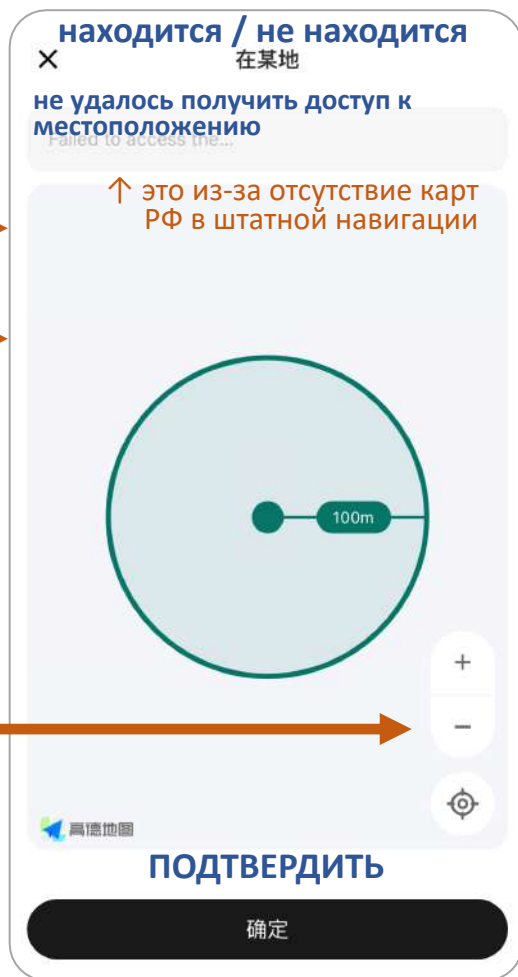 находится / не находится
在某地
не удалось получить доступ к
местоположению
Failed to access the...
↑ это из-за отсутствие карт
РФ в штатной навигации
100m
+
−
高德地图
ПОДТВЕРДИТЬ
确定